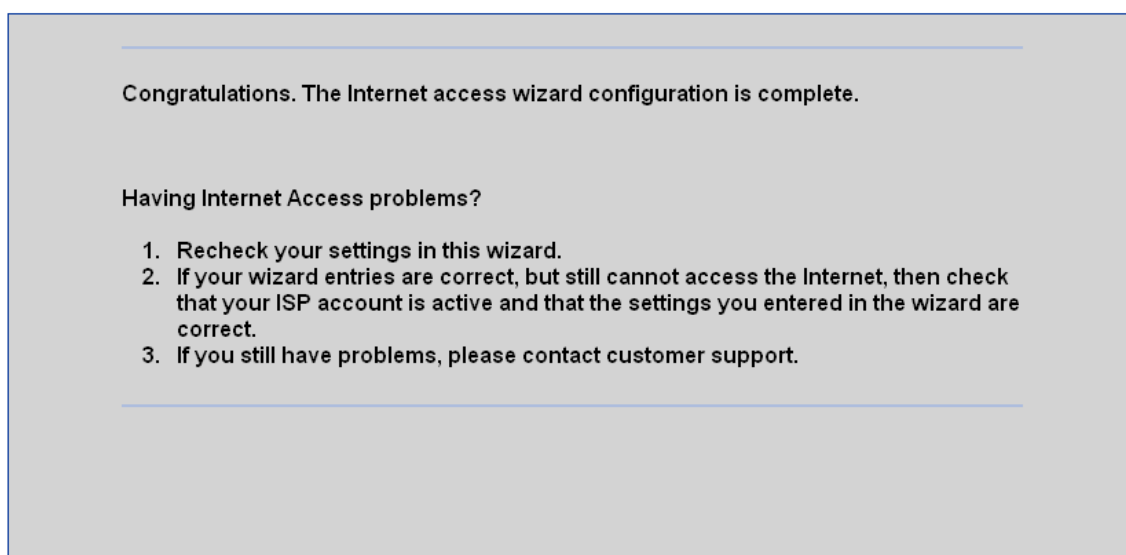 Congratulations. The Internet access wizard configuration is complete.
Having Internet Access problems?
1. Recheck your settings in this wizard.
2. If your wizard entries are correct, but still cannot access the Internet, then check
that your ISP account is active and that the settings you entered in the wizard are
correct.
3. If you still have problems, please contact customer support.